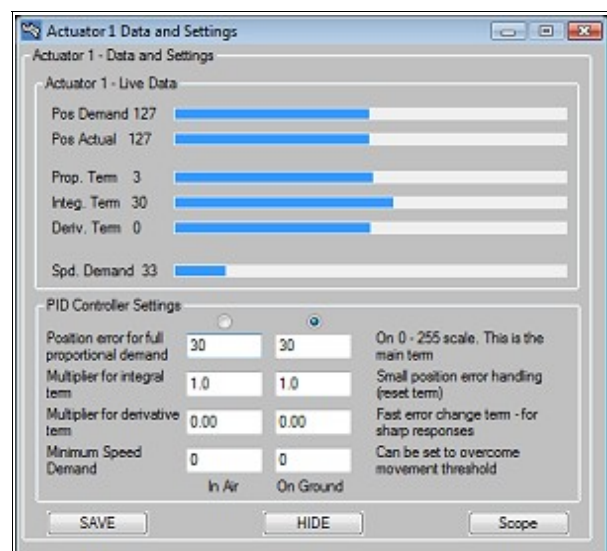 Actuator 1 Data and Settings
Actuator 1 - Data and Settings
Actuator 1 - Live Data
Pos Demand 127
Pos Actual 127
Prop. Term 3
Integ. Term 30
Deriv. Term 0
Spd. Demand 33
PID Controller Settings
Position error for full proportional demand 30 30 On 0 - 255 scale. This is the main term
Multiplier for integral term 1.0 1.0 Small position error handling (reset term)
Multiplier for derivative term 0.00 0.00 Fast error change term - for sharp responses
Minimum Speed Demand 0 0 Can be set to overcome movement threshold
In Air On Ground
SAVE HIDE Scope